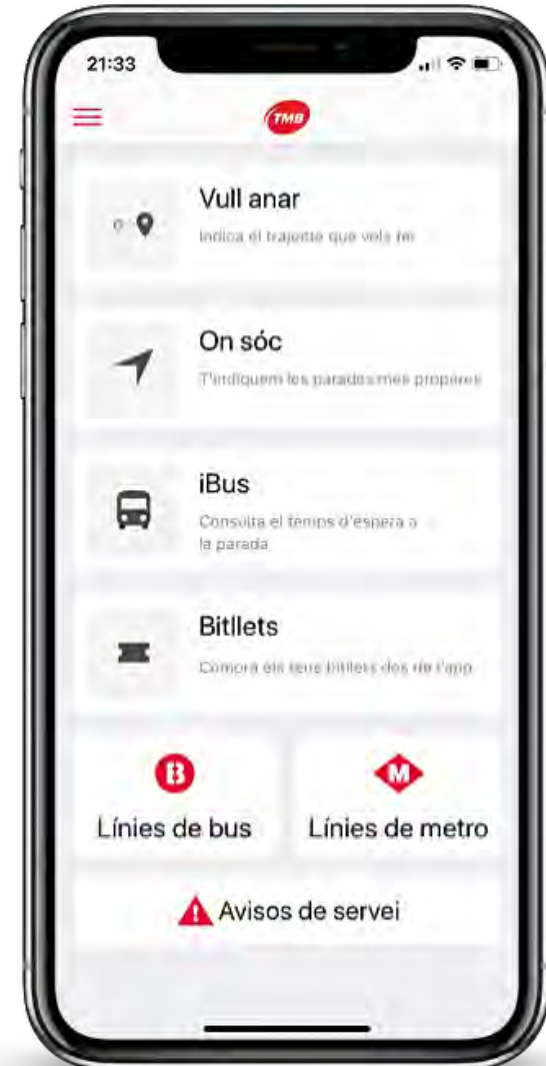 21:33
TMB
Vull anar
Indica el trajecte que vols fer
On sóc
T'indiquem les parades més properes
iBus
Consulta el temps d'espera a
la parada
Bitllets
Compra els teus bitllets des de l'app
B
M
Línies de bus
Línies de metro
Avisos de servei